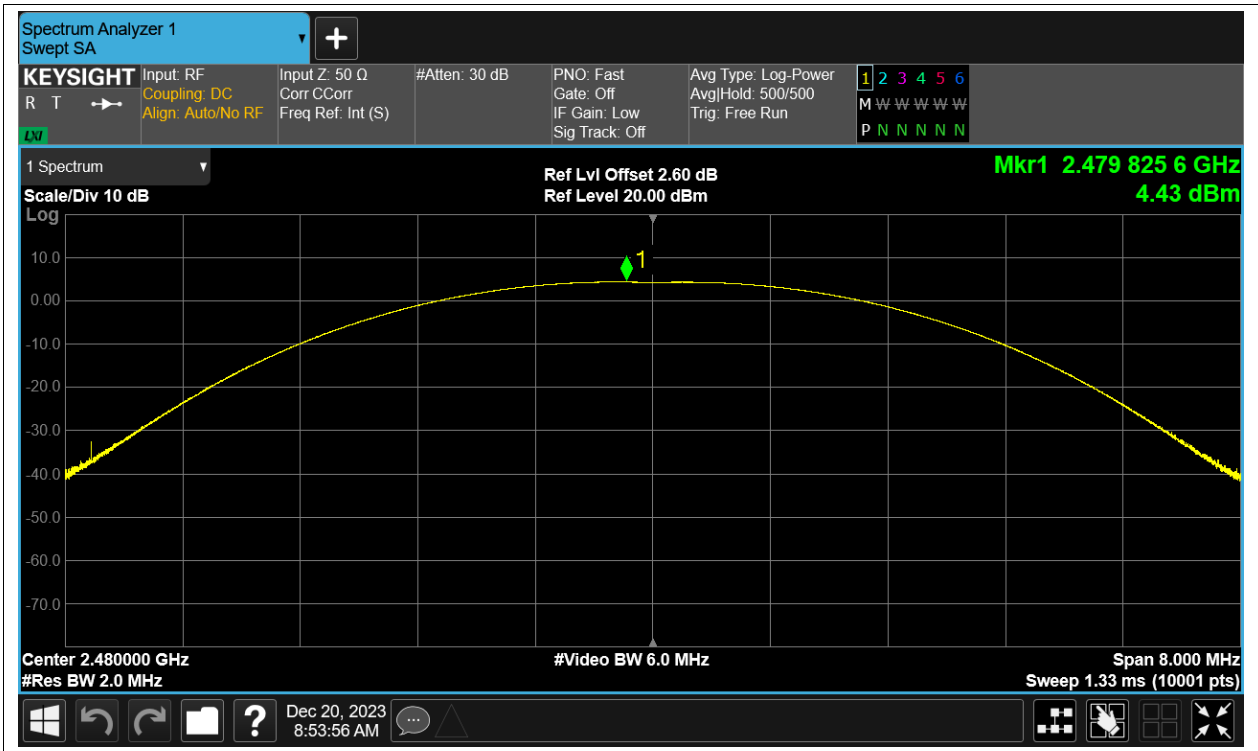 Spectrum Analyzer 1
Swept SA
KEYSIGHT
R T
LXI
Input: RF
Coupling: DC
Align: Auto/No RF
Input Z: 50 Ω
Corr CCorr
Freq Ref: Int (S)
#Atten: 30 dB
PNO: Fast
Gate: Off
IF Gain: Low
Sig Track: Off
Avg Type: Log-Power
Avg|Hold: 500/500
Trig: Free Run
1 2 3 4 5 6
M W W W W W
P N N N N N
1 Spectrum
Scale/Div 10 dB
Ref Lvl Offset 2.60 dB
Ref Level 20.00 dBm
Mkr1 2.479 825 6 GHz
4.43 dBm
Log
10.0
0.00
-10.0
-20.0
-30.0
-40.0
-50.0
-60.0
-70.0
1
Center 2.480000 GHz
#Res BW 2.0 MHz
#Video BW 6.0 MHz
Span 8.000 MHz
Sweep 1.33 ms (10001 pts)
?
Dec 20, 2023
8:53:56 AM